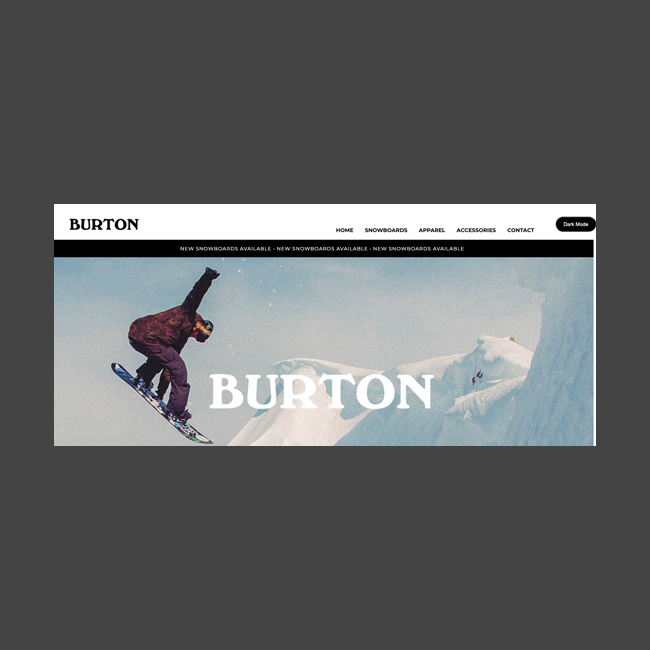 BURTON
HOME SNOWBOARDS APPAREL ACCESSORIES CONTACT Dark Mode
NEW SNOWBOARDS AVAILABLE - NEW SNOWBOARDS AVAILABLE - NEW SNOWBOARDS AVAILABLE
BURTON